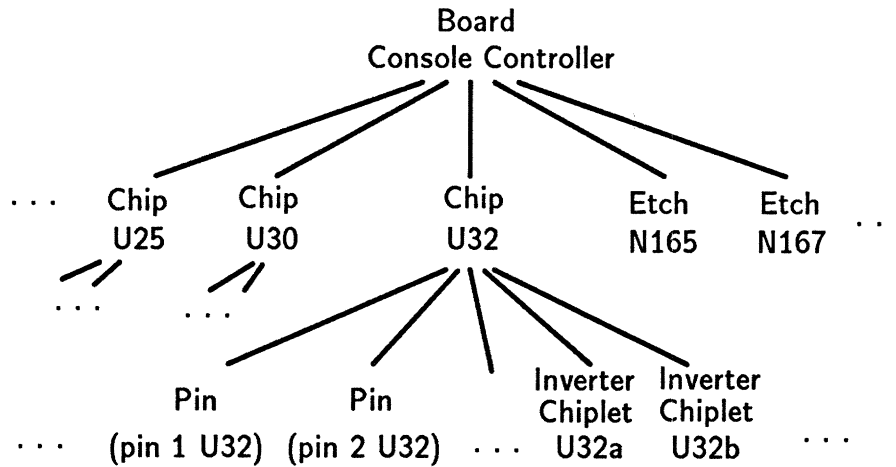 Board
Console Controller
. . . Chip Chip Chip Etch Etch
U25 U30 U32 N165 N167 . .
. . . . . .
Pin Pin Inverter Inverter
Chiplet Chiplet
. . . (pin 1 U32) (pin 2 U32) . . . U32a U32b . . .